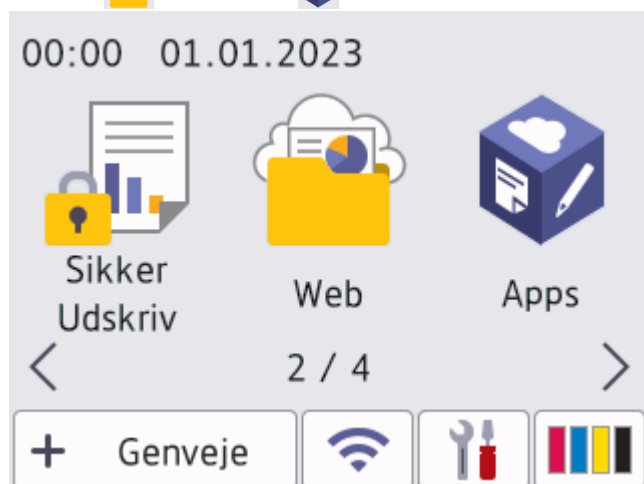 00:00 01.01.2023
Sikker
Udskriv
Web
Apps
2 / 4
+ Genveje